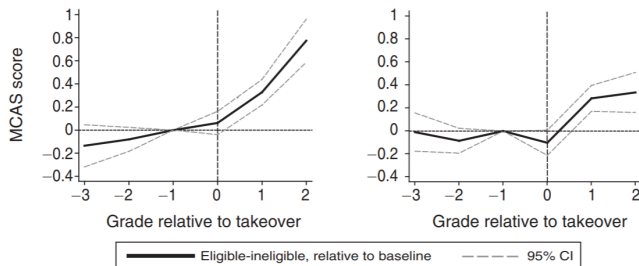 MCAS score
1
0.8
0.6
0.4
0.2
0
−0.2
−0.4
−3 −2 −1 0 1 2
Grade relative to takeover
1
0.8
0.6
0.4
0.2
0
−0.2
−0.4
−3 −2 −1 0 1 2
Grade relative to takeover
Eligible-ineligible, relative to baseline 95% CI